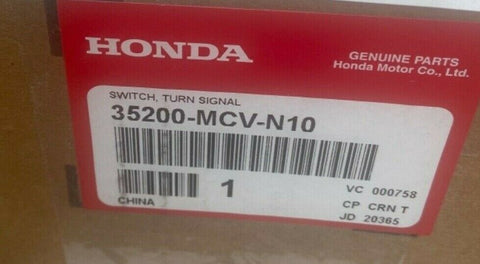 HONDA
GENUINE PARTS
Honda Motor Co., Ltd.
SWITCH, TURN SIGNAL
35200-MCV-N10
1
VC 000758
CHINA
CP CRN T
JD 20365